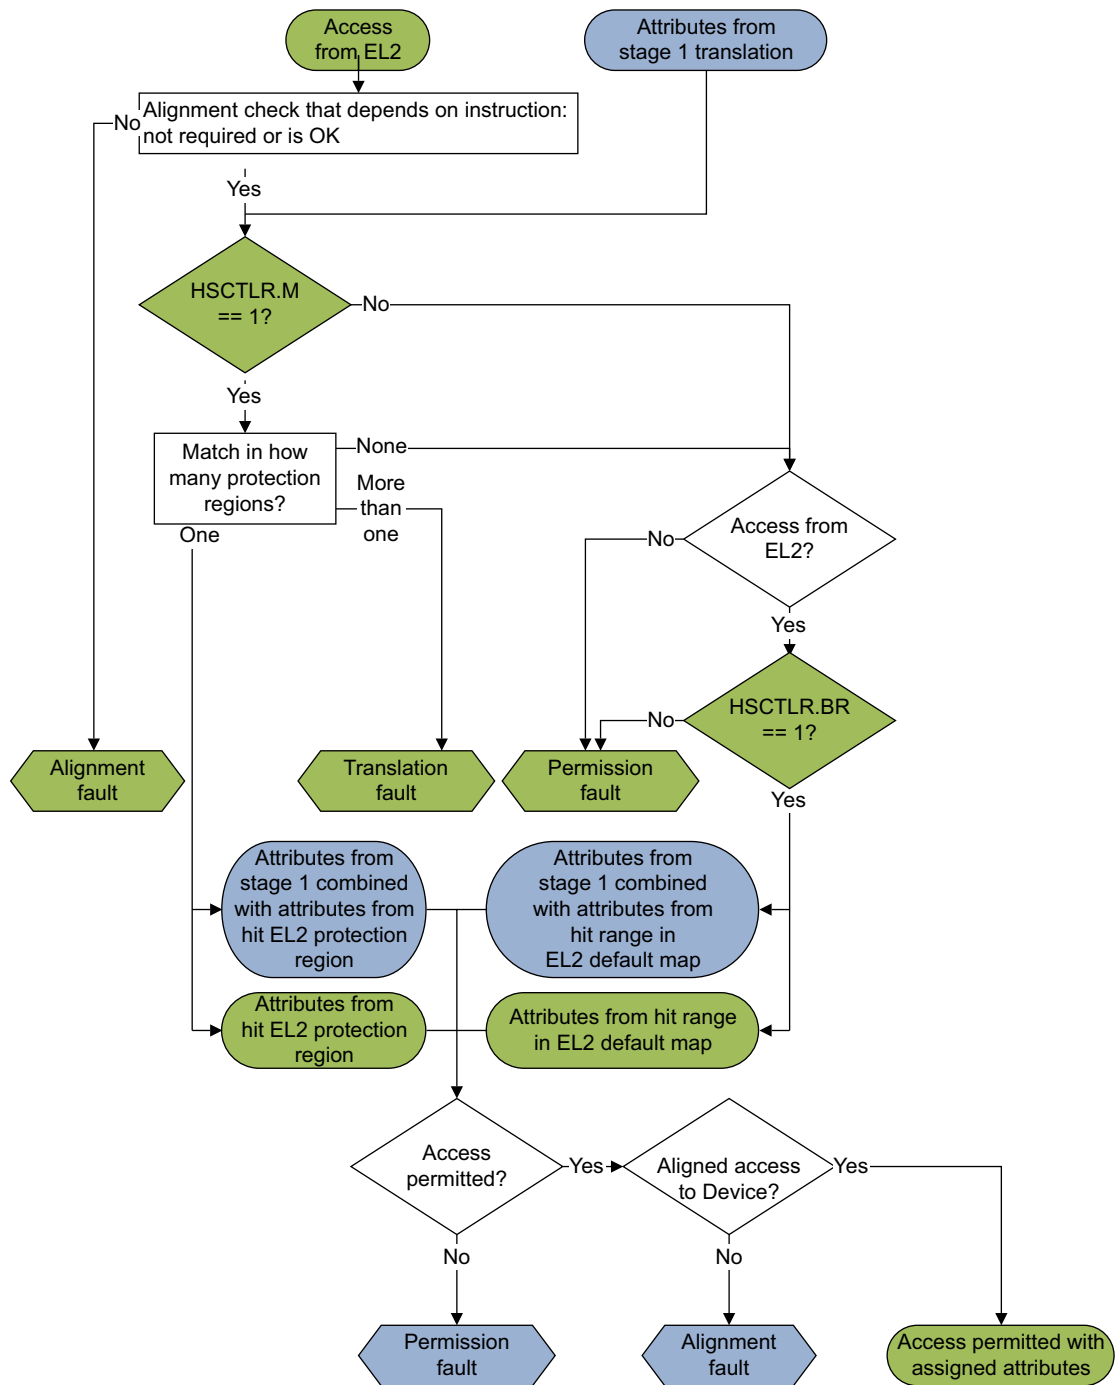 Access
from EL2
Attributes from
stage 1 translation
Alignment check that depends on instruction:
not required or is OK
No
Yes
HSCTLR.M
== 1?
No
Yes
Match in how
many protection
regions?
None
More
than
one
One
Access from
EL2?
No
Yes
HSCTLR.BR
== 1?
No
Yes
Alignment
fault
Translation
fault
Permission
fault
Attributes from
stage 1 combined
with attributes from
hit EL2 protection
region
Attributes from
stage 1 combined
with attributes from
hit range in
EL2 default map
Attributes from
hit EL2 protection
region
Attributes from hit range
in EL2 default map
Access
permitted?
Yes
Aligned access
to Device?
Yes
No
No
Permission
fault
Alignment
fault
Access permitted with
assigned attributes